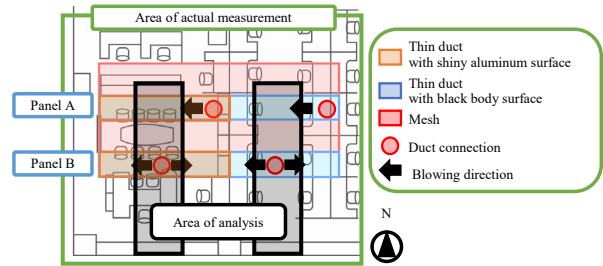 Area of actual measurement
Panel A
Panel B
Area of analysis
Thin duct
with shiny aluminum surface
Thin duct
with black body surface
Mesh
Duct connection
Blowing direction
N